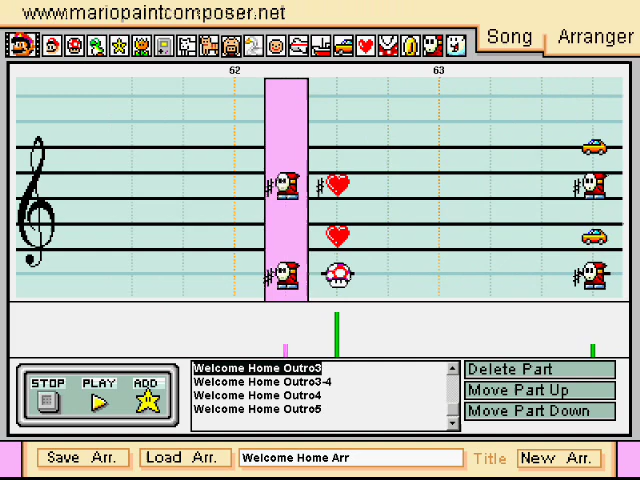 www.mariopaintcomposer.net
Song
Arranger
62
63
STOP
PLAY
ADD
Welcome Home Outro3
Welcome Home Outro3-4
Welcome Home Outro4
Welcome Home Outro5
Delete Part
Move Part Up
Move Part Down
Save Arr.
Load Arr.
Welcome Home Arr
Title
New Arr.